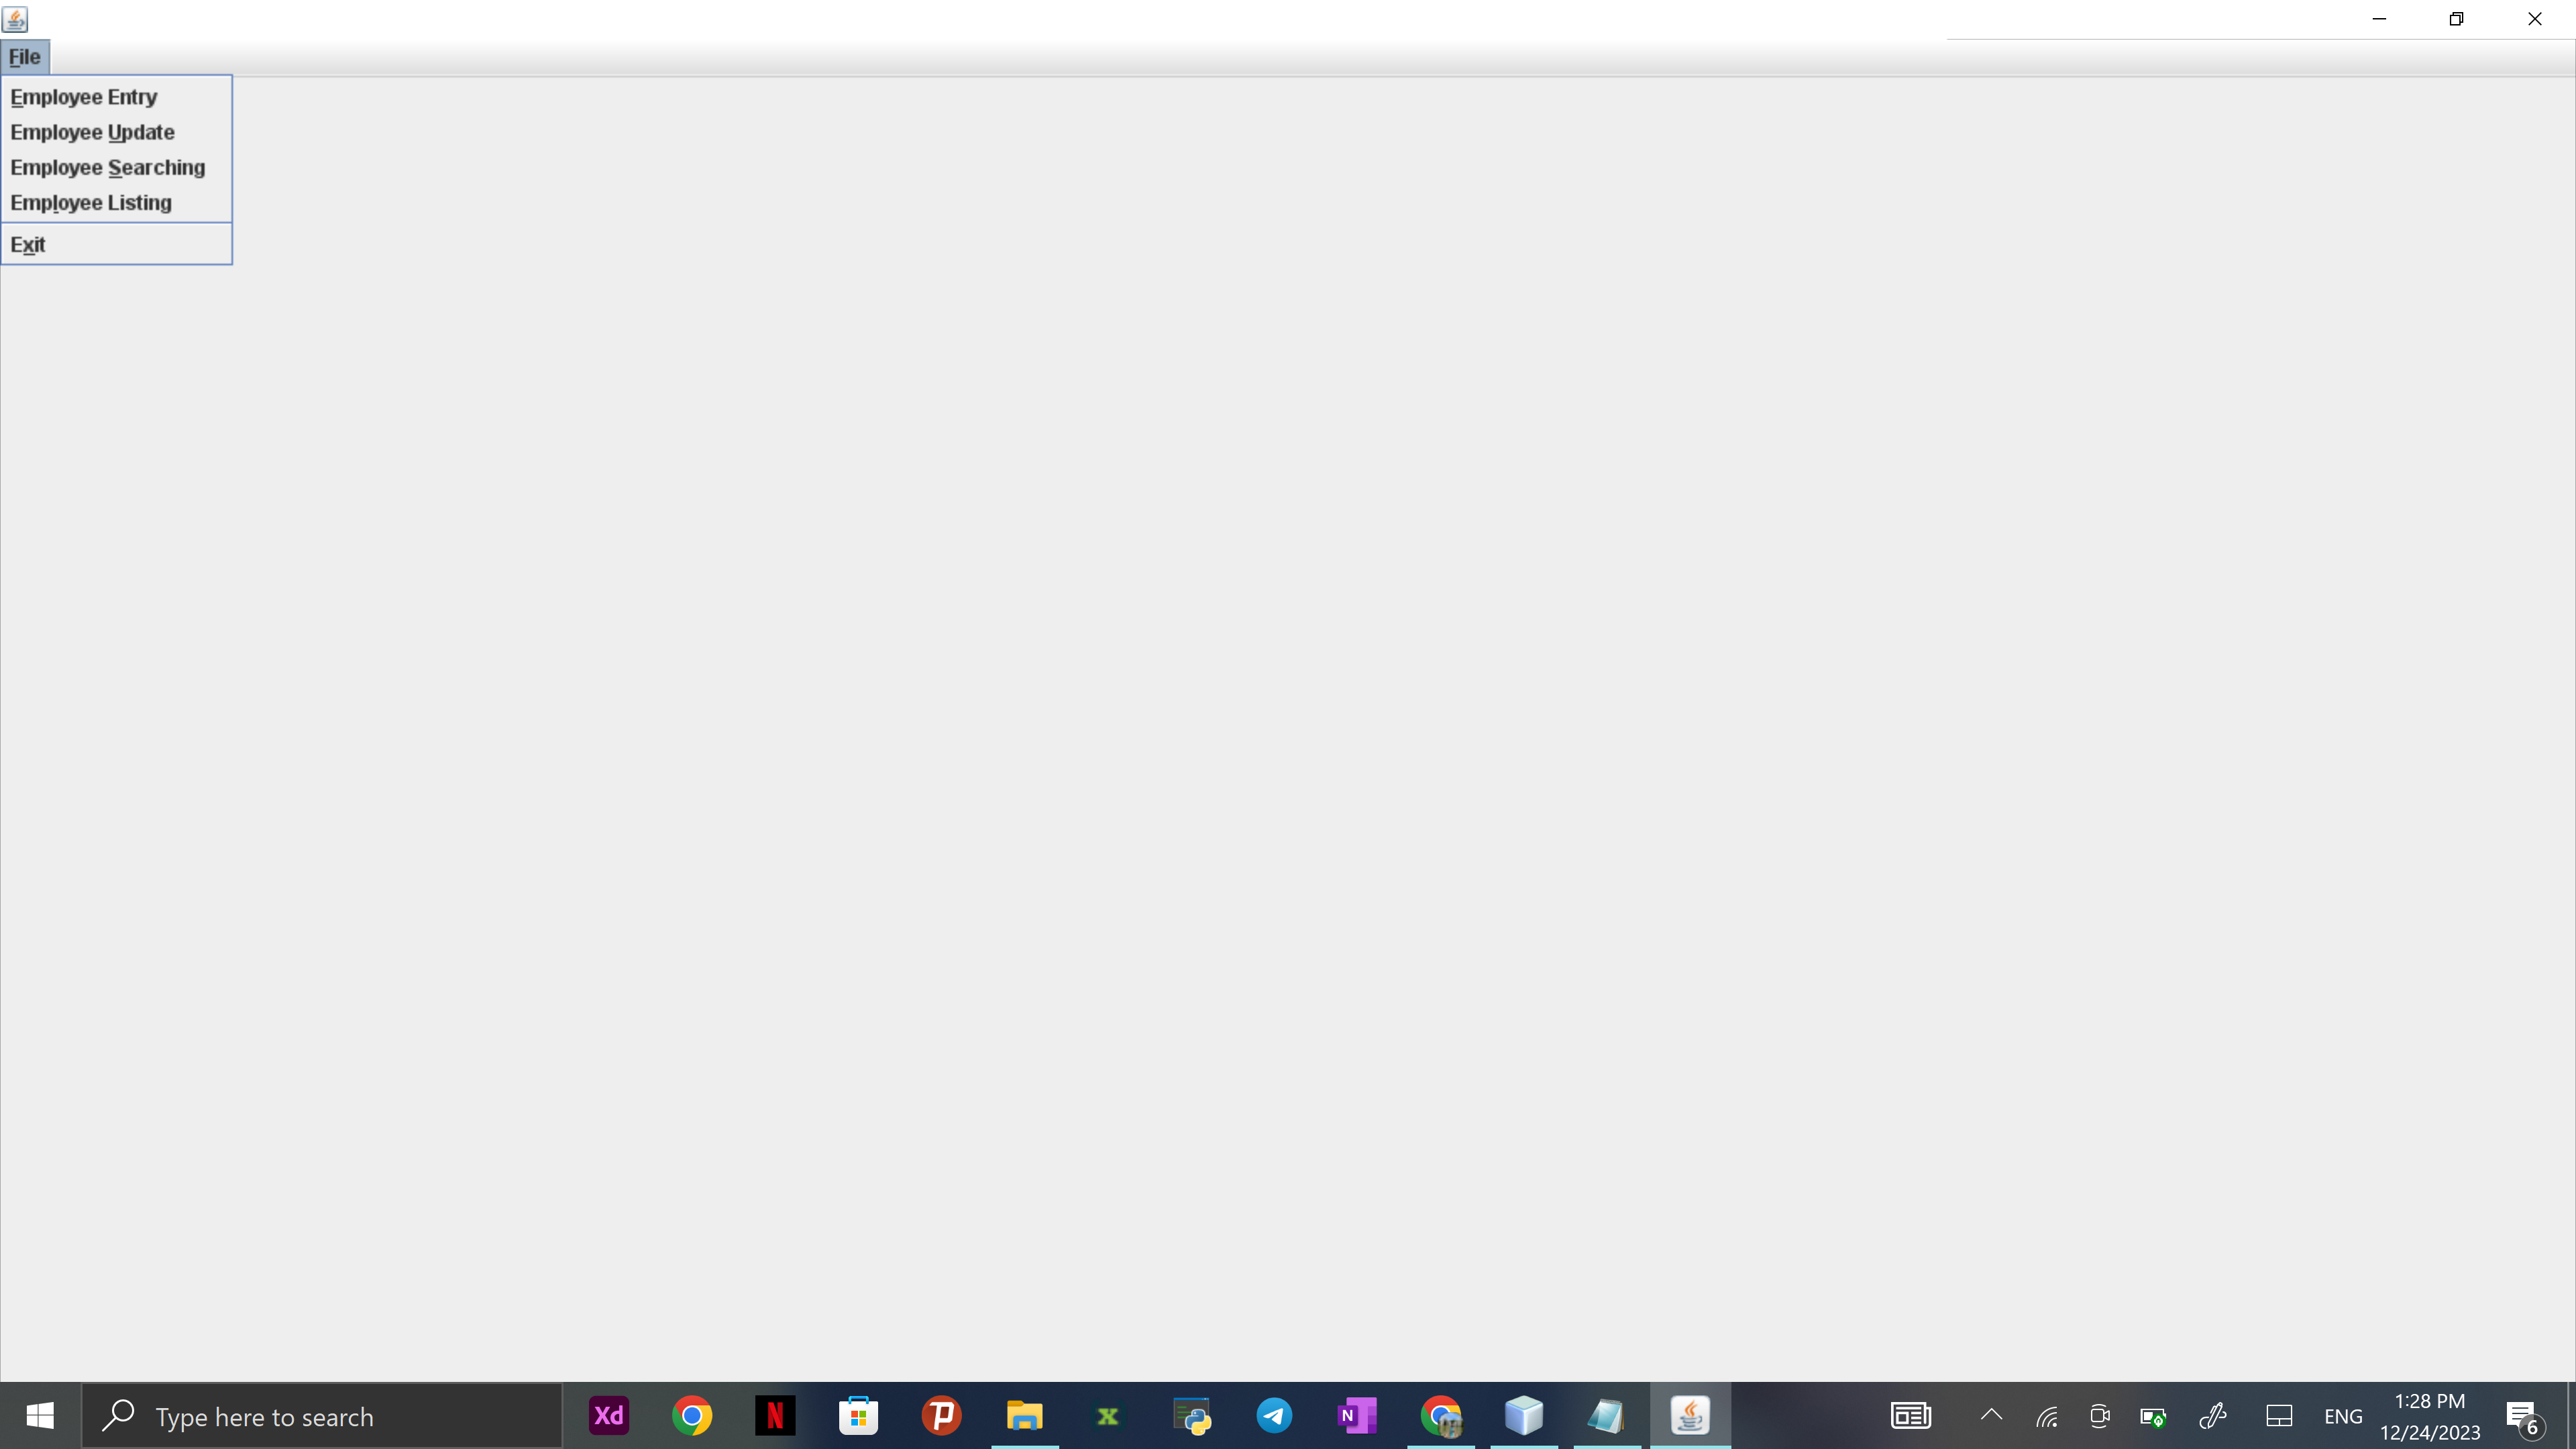 File
Employee Entry
Employee Update
Employee Searching
Employee Listing
Exit
Type here to search
Xd
N
N
ENG
1:28 PM
12/24/2023
6